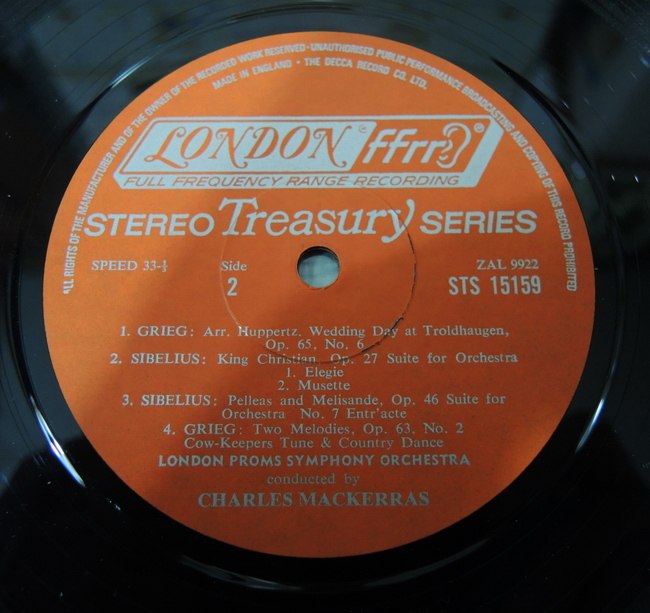 ALL RIGHTS OF THE MANUFACTURER AND OF THE OWNER OF THE RECORDED WORK RESERVED · UNAUTHORISED PUBLIC PERFORMANCE BROADCASTING AND COPYING OF THIS RECORD PROHIBITED
MADE IN ENGLAND · THE DECCA RECORD CO. LTD.
LONDON ® ffrr ®
FULL FREQUENCY RANGE RECORDING
STEREO Treasury SERIES
SPEED 33-⅓ Side ZAL 9922
2 STS 15159
1. GRIEG: Arr. Huppertz. Wedding Day at Troldhaugen,
Op. 65, No. 6
2. SIBELIUS: King Christian, Op. 27 Suite for Orchestra
1. Elegie
2. Musette
3. SIBELIUS: Pelleas and Melisande, Op. 46 Suite for
Orchestra No. 7 Entr'acte
4. GRIEG: Two Melodies, Op. 63, No. 2
Cow-Keepers Tune & Country Dance
LONDON PROMS SYMPHONY ORCHESTRA
conducted by
CHARLES MACKERRAS